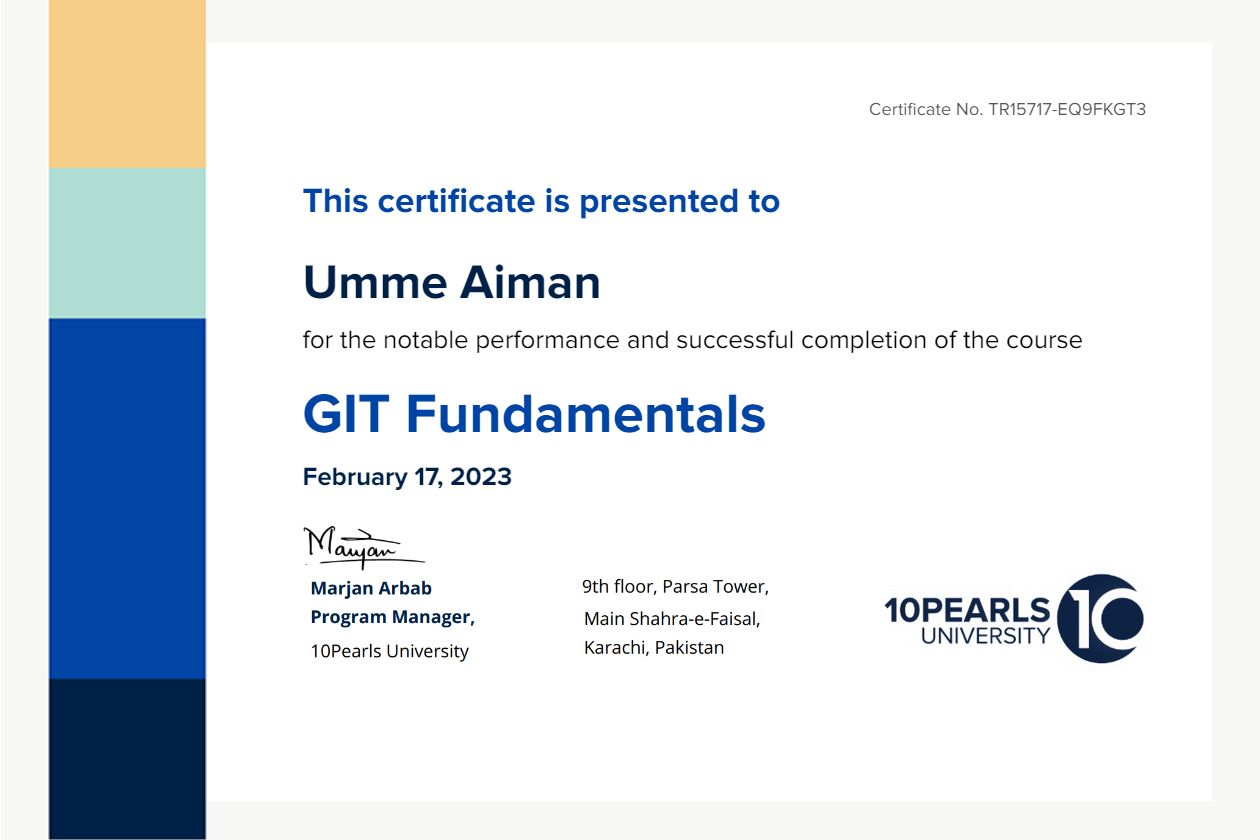 Certificate No. TR15717-EQ9FKGT3
This certificate is presented to
Umme Aiman
for the notable performance and successful completion of the course
GIT Fundamentals
February 17, 2023
Marjan
Marjan Arbab
Program Manager,
10Pearls University
9th floor, Parsa Tower,
Main Shahra-e-Faisal,
Karachi, Pakistan
10PEARLS
UNIVERSITY
10